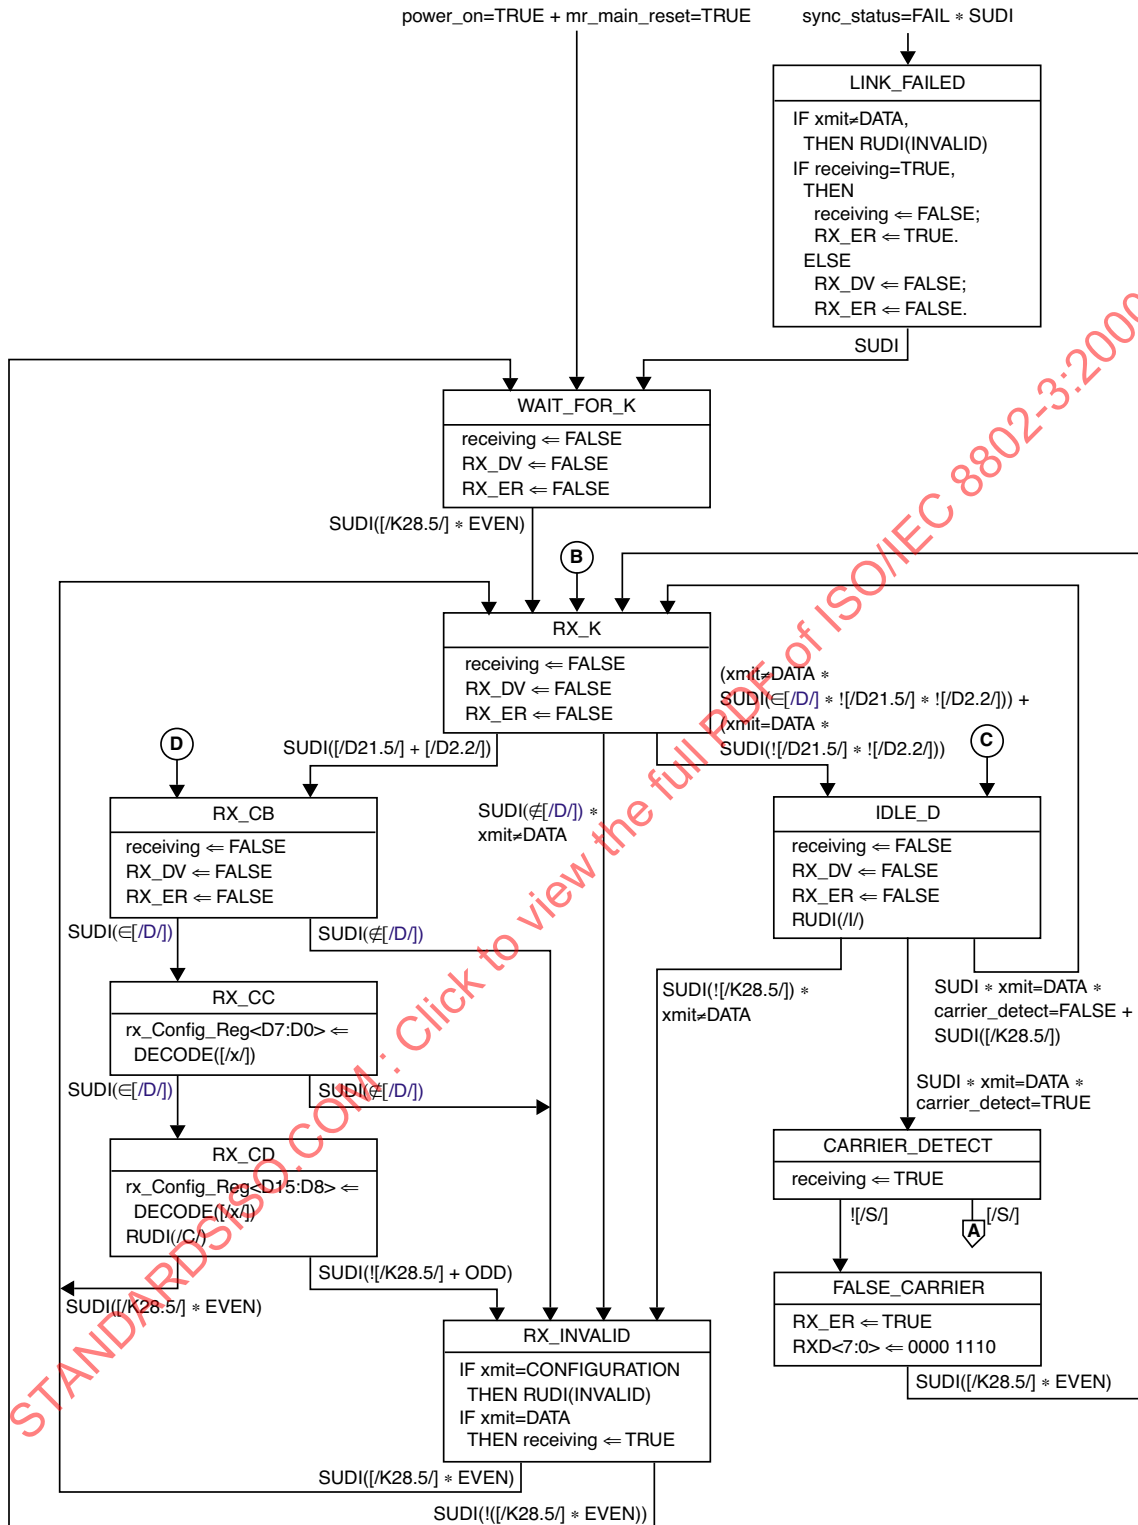 power_on=TRUE + mr_main_reset=TRUE
sync_status=FAIL * SUDI
LINK_FAILED
IF xmit≠DATA,
THEN RUDI(INVALID)
IF receiving=TRUE,
THEN
receiving ⇐ FALSE;
RX_ER ⇐ TRUE.
ELSE
RX_DV ⇐ FALSE;
RX_ER ⇐ FALSE.
SUDI
WAIT_FOR_K
receiving ⇐ FALSE
RX_DV ⇐ FALSE
RX_ER ⇐ FALSE
SUDI([/K28.5/] * EVEN)
B
RX_K
receiving ⇐ FALSE
RX_DV ⇐ FALSE
RX_ER ⇐ FALSE
(xmit≠DATA *
SUDI(∈[/D/] * ![/D21.5/] * ![/D2.2/])) +
(xmit=DATA *
SUDI(![/D21.5/] * ![/D2.2/]))
D
SUDI([/D21.5/] + [/D2.2/])
C
SUDI(∉[/D/]) *
xmit≠DATA
RX_CB
receiving ⇐ FALSE
RX_DV ⇐ FALSE
RX_ER ⇐ FALSE
IDLE_D
receiving ⇐ FALSE
RX_DV ⇐ FALSE
RX_ER ⇐ FALSE
RUDI(/I/)
SUDI(∈[/D/])
SUDI(∉[/D/])
SUDI(![/K28.5/]) *
xmit≠DATA
SUDI * xmit=DATA *
carrier_detect=FALSE +
SUDI([/K28.5/])
RX_CC
rx_Config_Reg<D7:D0> ⇐
DECODE([/x/])
SUDI(∈[/D/])
SUDI(∉[/D/])
SUDI * xmit=DATA *
carrier_detect=TRUE
RX_CD
rx_Config_Reg<D15:D8> ⇐
DECODE([/x/])
RUDI(/C/)
CARRIER_DETECT
receiving ⇐ TRUE
![/S/]
[/S/]
A
SUDI(![/K28.5/] + ODD)
SUDI([/K28.5/] * EVEN)
FALSE_CARRIER
RX_ER ⇐ TRUE
RXD<7:0> ⇐ 0000 1110
SUDI([/K28.5/] * EVEN)
RX_INVALID
IF xmit=CONFIGURATION
THEN RUDI(INVALID)
IF xmit=DATA
THEN receiving ⇐ TRUE
SUDI([/K28.5/] * EVEN)
SUDI(!([/K28.5/] * EVEN))
STANDARDSISO.COM : Click to view the full PDF of ISO/IEC 8802-3:2000